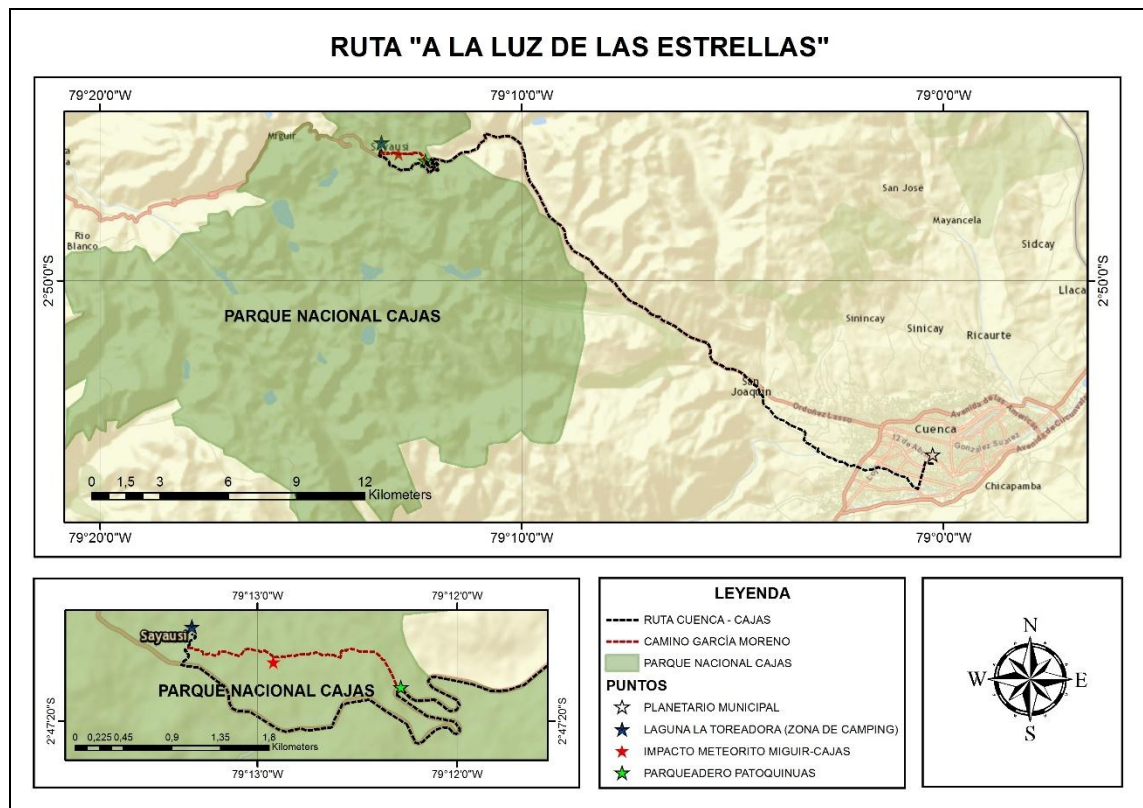 RUTA "A LA LUZ DE LAS ESTRELLAS"
79°20'0"W 79°10'0"W 79°0'0"W
Miguir
Sayausi
San José
Mayancela
Rio
Blanco
Sidcay
2°50'0"S 2°50'0"S
Llaca
PARQUE NACIONAL CAJAS
Sinincay
Sinicay
Ricaurte
San
Joaquin
Ordoñez Lasso
Avenida de las Americas
Cuenca
Gonzalez Suarez
Avenida de Circunvala
Chicapamba
0 1,5 3 6 9 12
Kilometers
79°20'0"W 79°10'0"W 79°0'0"W
79°13'0"W 79°12'0"W
Sayausi
PARQUE NACIONAL CAJAS
2°47'20"S 2°47'20"S
0 0,225 0,45 0,9 1,35 1,8
Kilometers
79°13'0"W 79°12'0"W
LEYENDA
RUTA CUENCA - CAJAS
CAMINO GARCÍA MORENO
PARQUE NACIONAL CAJAS
PUNTOS
PLANETARIO MUNICIPAL
LAGUNA LA TOREADORA (ZONA DE CAMPING)
IMPACTO METEORITO MIGUIR-CAJAS
PARQUEADERO PATOQUINUAS
N
W E
S